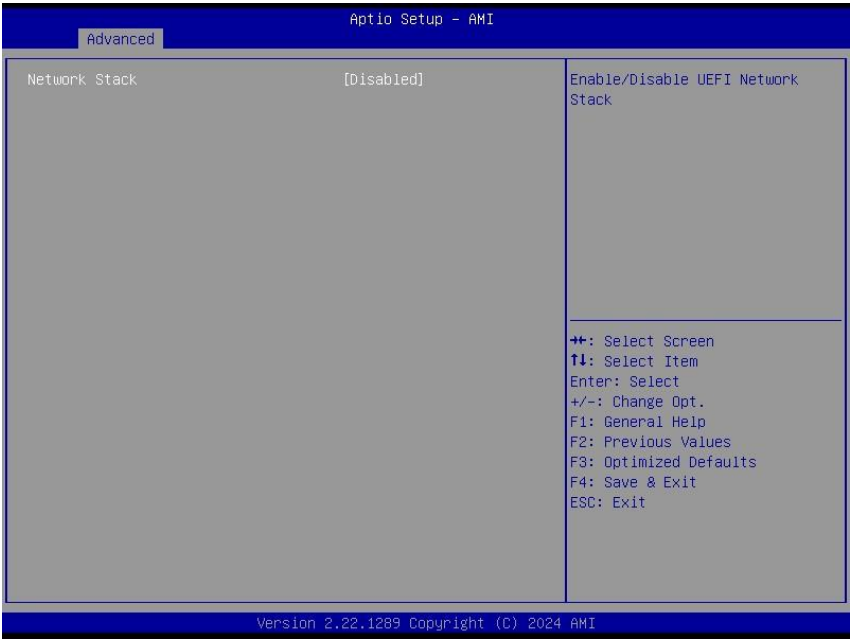 Aptio Setup - AMI
Advanced
Network Stack [Disabled]
Enable/Disable UEFI Network
Stack
→←: Select Screen
↑↓: Select Item
Enter: Select
+/-: Change Opt.
F1: General Help
F2: Previous Values
F3: Optimized Defaults
F4: Save & Exit
ESC: Exit
Version 2.22.1289 Copyright (C) 2024 AMI